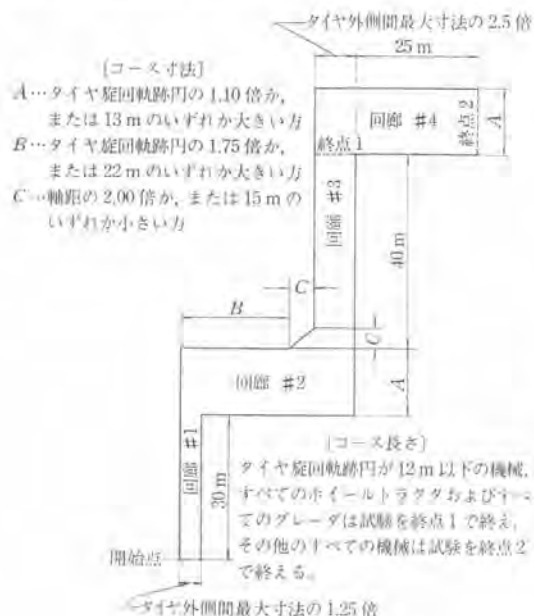 タイヤ外側間最大寸法の2.5倍
25m
[コース寸法]
A…タイヤ旋回軌跡円の1.10倍か,
または13mのいずれか大きい方
B…タイヤ旋回軌跡円の1.75倍か,
または22mのいずれか大きい方
C…軸距の2.00倍か,または15mの
いずれか小さい方
回廊 #4
終点2
A
終点1
回廊 #3
40m
C
B
C
回廊 #2
A
回廊 #1
30m
[コース長さ]
タイヤ旋回軌跡円が12m以下の機械,
すべてのホイールトラクタおよびすべ
てのグレーダは試験を終点1で終え,
その他のすべての機械は試験を終点2
で終える。
開始点
タイヤ外側間最大寸法の1.25倍